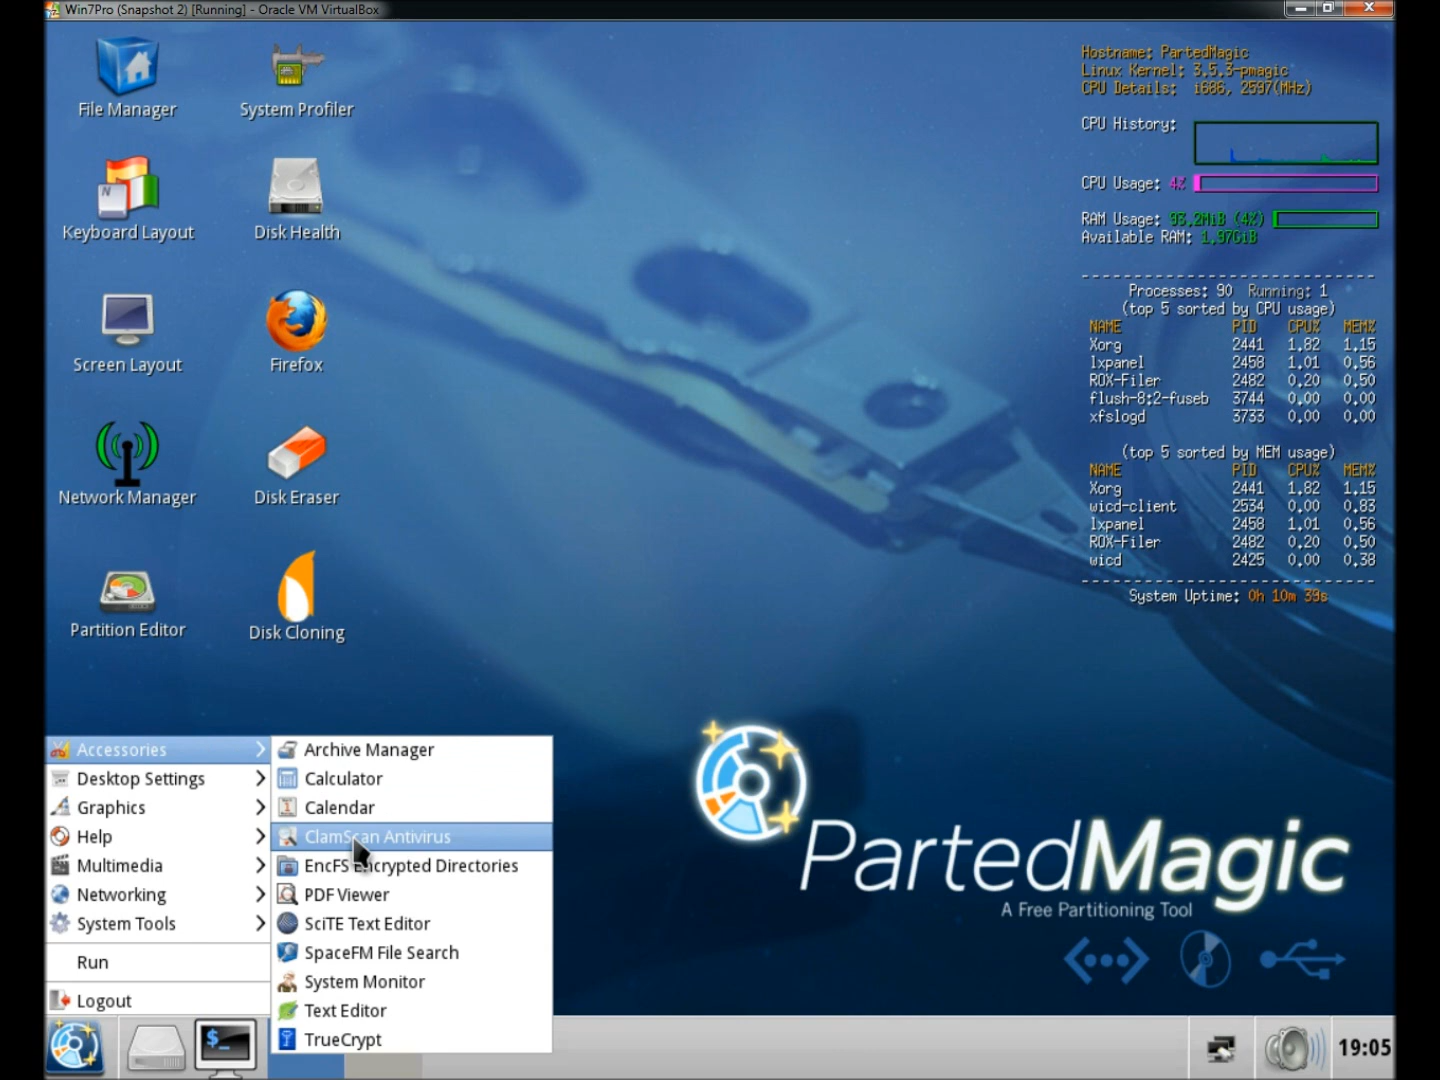 Win7Pro (Snapshot 2) [Running] - Oracle VM VirtualBox
File Manager
System Profiler
Keyboard Layout
Disk Health
Screen Layout
Firefox
Network Manager
Disk Eraser
Partition Editor
Disk Cloning
Hostname: PartedMagic
Linux Kernel: 3.5.3-pmagic
CPU Details: i686, 2597(MHz)
CPU History:
CPU Usage: 4%
RAM Usage: 93.2MiB (4%)
Available RAM: 1.97GiB
Processes: 90 Running: 1
(top 5 sorted by CPU usage)
NAME PID CPU% MEM%
Xorg 2441 1.82 1.15
lxpanel 2458 1.01 0.56
ROX-Filer 2482 0.20 0.50
flush-8:2-fuseb 3744 0.00 0.00
xfslogd 3733 0.00 0.00
(top 5 sorted by MEM usage)
NAME PID CPU% MEM%
Xorg 2441 1.82 1.15
wicd-client 2534 0.00 0.83
lxpanel 2458 1.01 0.56
ROX-Filer 2482 0.20 0.50
wicd 2425 0.00 0.38
System Uptime: 0h 10m 39s
Accessories
Desktop Settings
Graphics
Help
Multimedia
Networking
System Tools
Run
Logout
Archive Manager
Calculator
Calendar
ClamScan Antivirus
EncFS Encrypted Directories
PDF Viewer
SciTE Text Editor
SpaceFM File Search
System Monitor
Text Editor
TrueCrypt
PartedMagic
A Free Partitioning Tool
$_
19:05